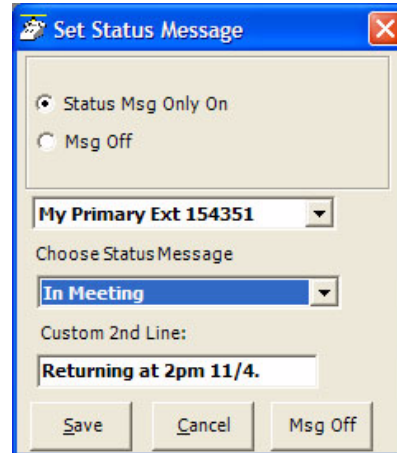 Set Status Message
Status Msg Only On
Msg Off
My Primary Ext 154351
Choose Status Message
In Meeting
Custom 2nd Line:
Returning at 2pm 11/4.
Save Cancel Msg Off